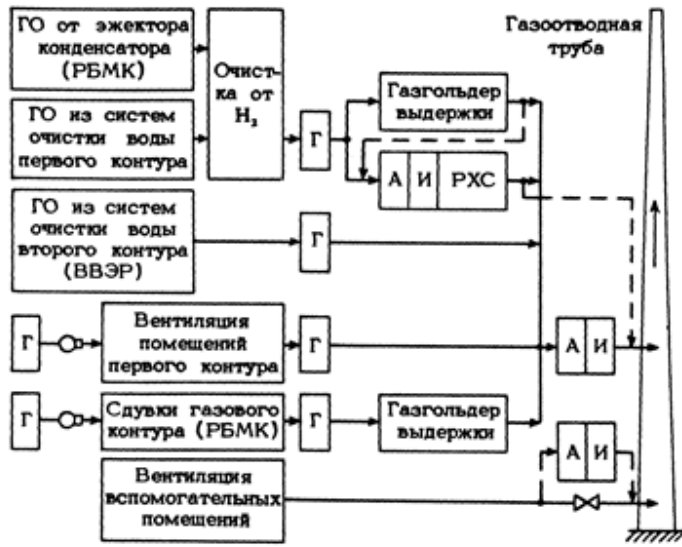 ГО от эжектора
конденсатора
(РБМК)
Очист-
ка от
H₂
Газоотводная
труба
ГО из систем
очистки воды
первого контура
Г
Газгольдер
выдержки
А И РХС
ГО из систем
очистки воды
второго контура
(ВВЭР)
Г
Г
Вентиляция
помещений
первого контура
Г
А И
Г
Сдувки газового
контура (РБМК)
Г
Газгольдер
выдержки
А И
Вентиляция
вспомогательных
помещений